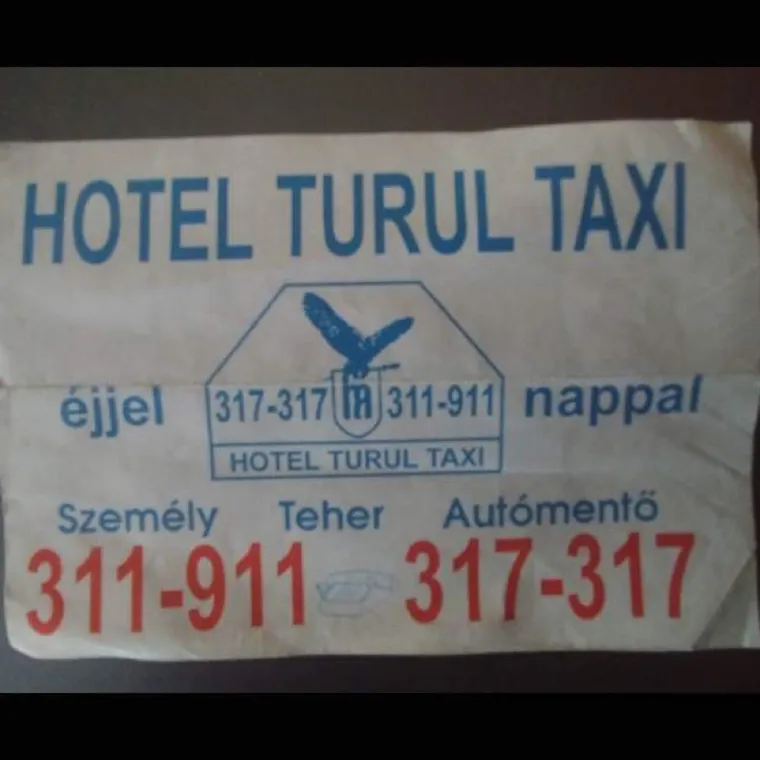 HOTEL TURUL TAXI
éjjel 317-317 311-911 nappal
HOTEL TURUL TAXI
Személy Teher Autómentő
311-911 317-317